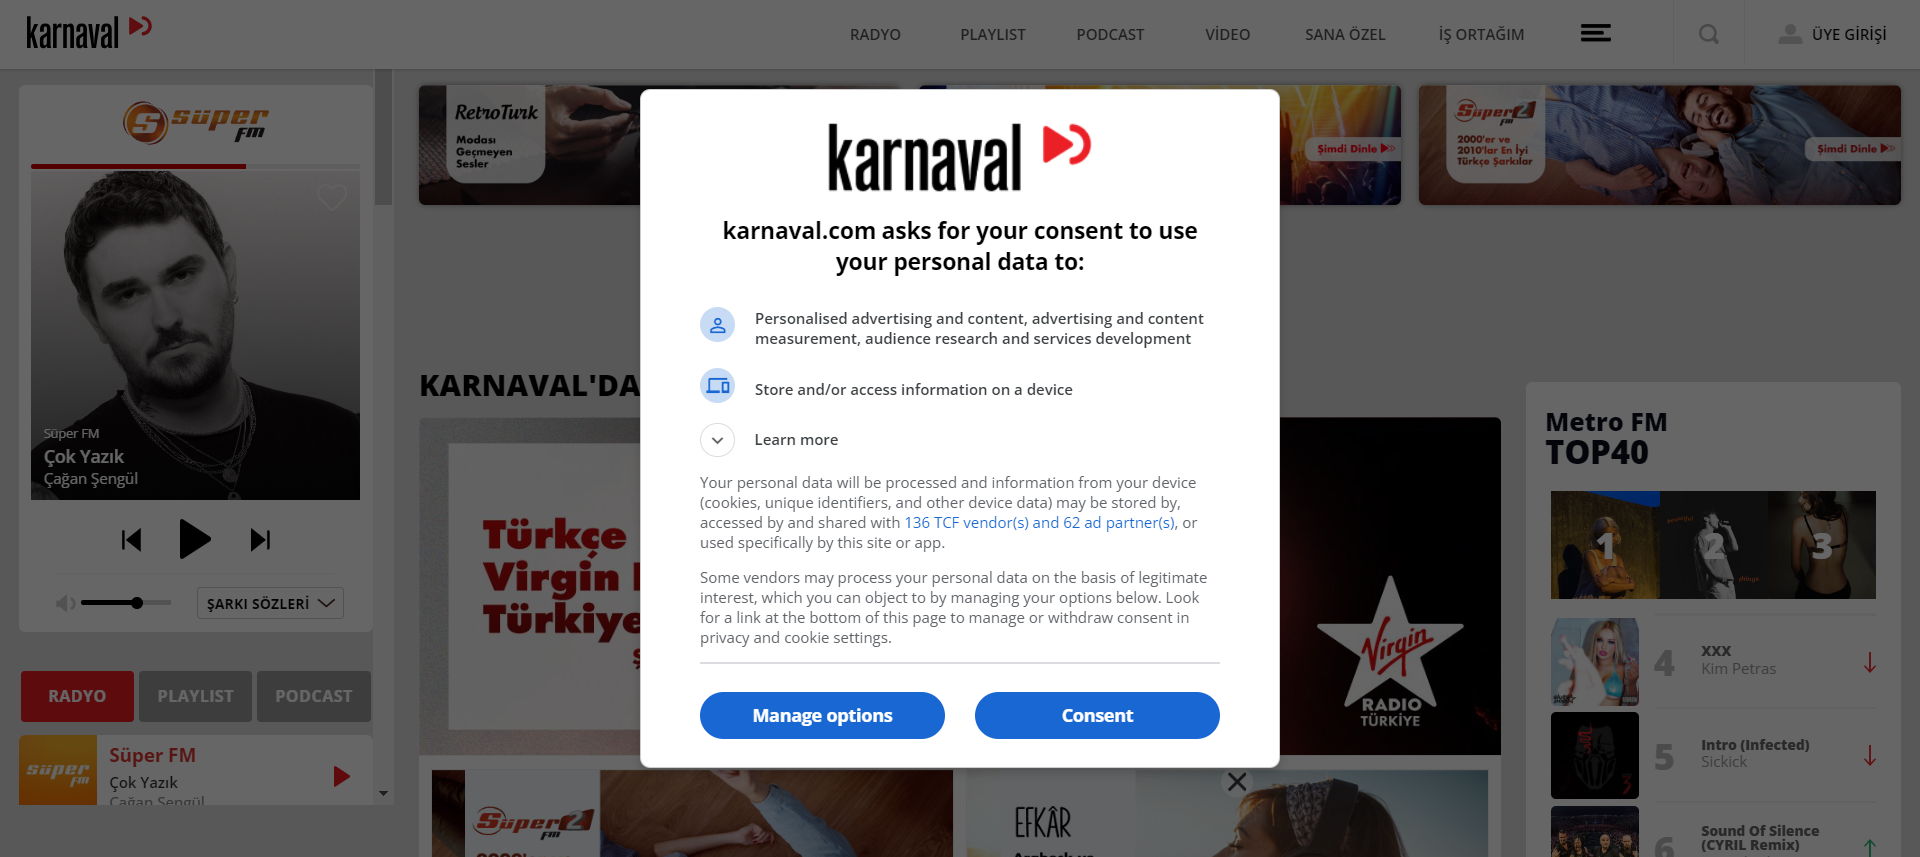 karnaval
RADYO
PLAYLIST
PODCAST
VİDEO
SANA ÖZEL
İŞ ORTAĞIM
ÜYE GİRİŞİ
süper
FM
Süper FM
Çok Yazık
Çağan Şengül
ŞARKI SÖZLERİ
RADYO
PLAYLIST
PODCAST
süper
FM
Süper FM
Çok Yazık
Çağan Şengül
RetroTurk
Modası
Geçmeyen
Sesler
Şimdi Dinle
Süper2
FM
2000'er ve
2010'lar En İyi
Türkçe Şarkılar
Şimdi Dinle
KARNAVAL'DA
Türkçe
Virgin
Türkiye
Virgin
RADIO
TÜRKİYE
Süper2
FM
2000'er
EFKÂR
karnaval
karnaval.com asks for your consent to use
your personal data to:
Personalised advertising and content, advertising and content
measurement, audience research and services development
Store and/or access information on a device
Learn more
Your personal data will be processed and information from your device
(cookies, unique identifiers, and other device data) may be stored by,
accessed by and shared with 136 TCF vendor(s) and 62 ad partner(s), or
used specifically by this site or app.
Some vendors may process your personal data on the basis of legitimate
interest, which you can object to by managing your options below. Look
for a link at the bottom of this page to manage or withdraw consent in
privacy and cookie settings.
Manage options
Consent
Metro FM
TOP40
1
2
3
4
XXX
Kim Petras
5
Intro (Infected)
Sickick
6
Sound Of Silence
(CYRIL Remix)